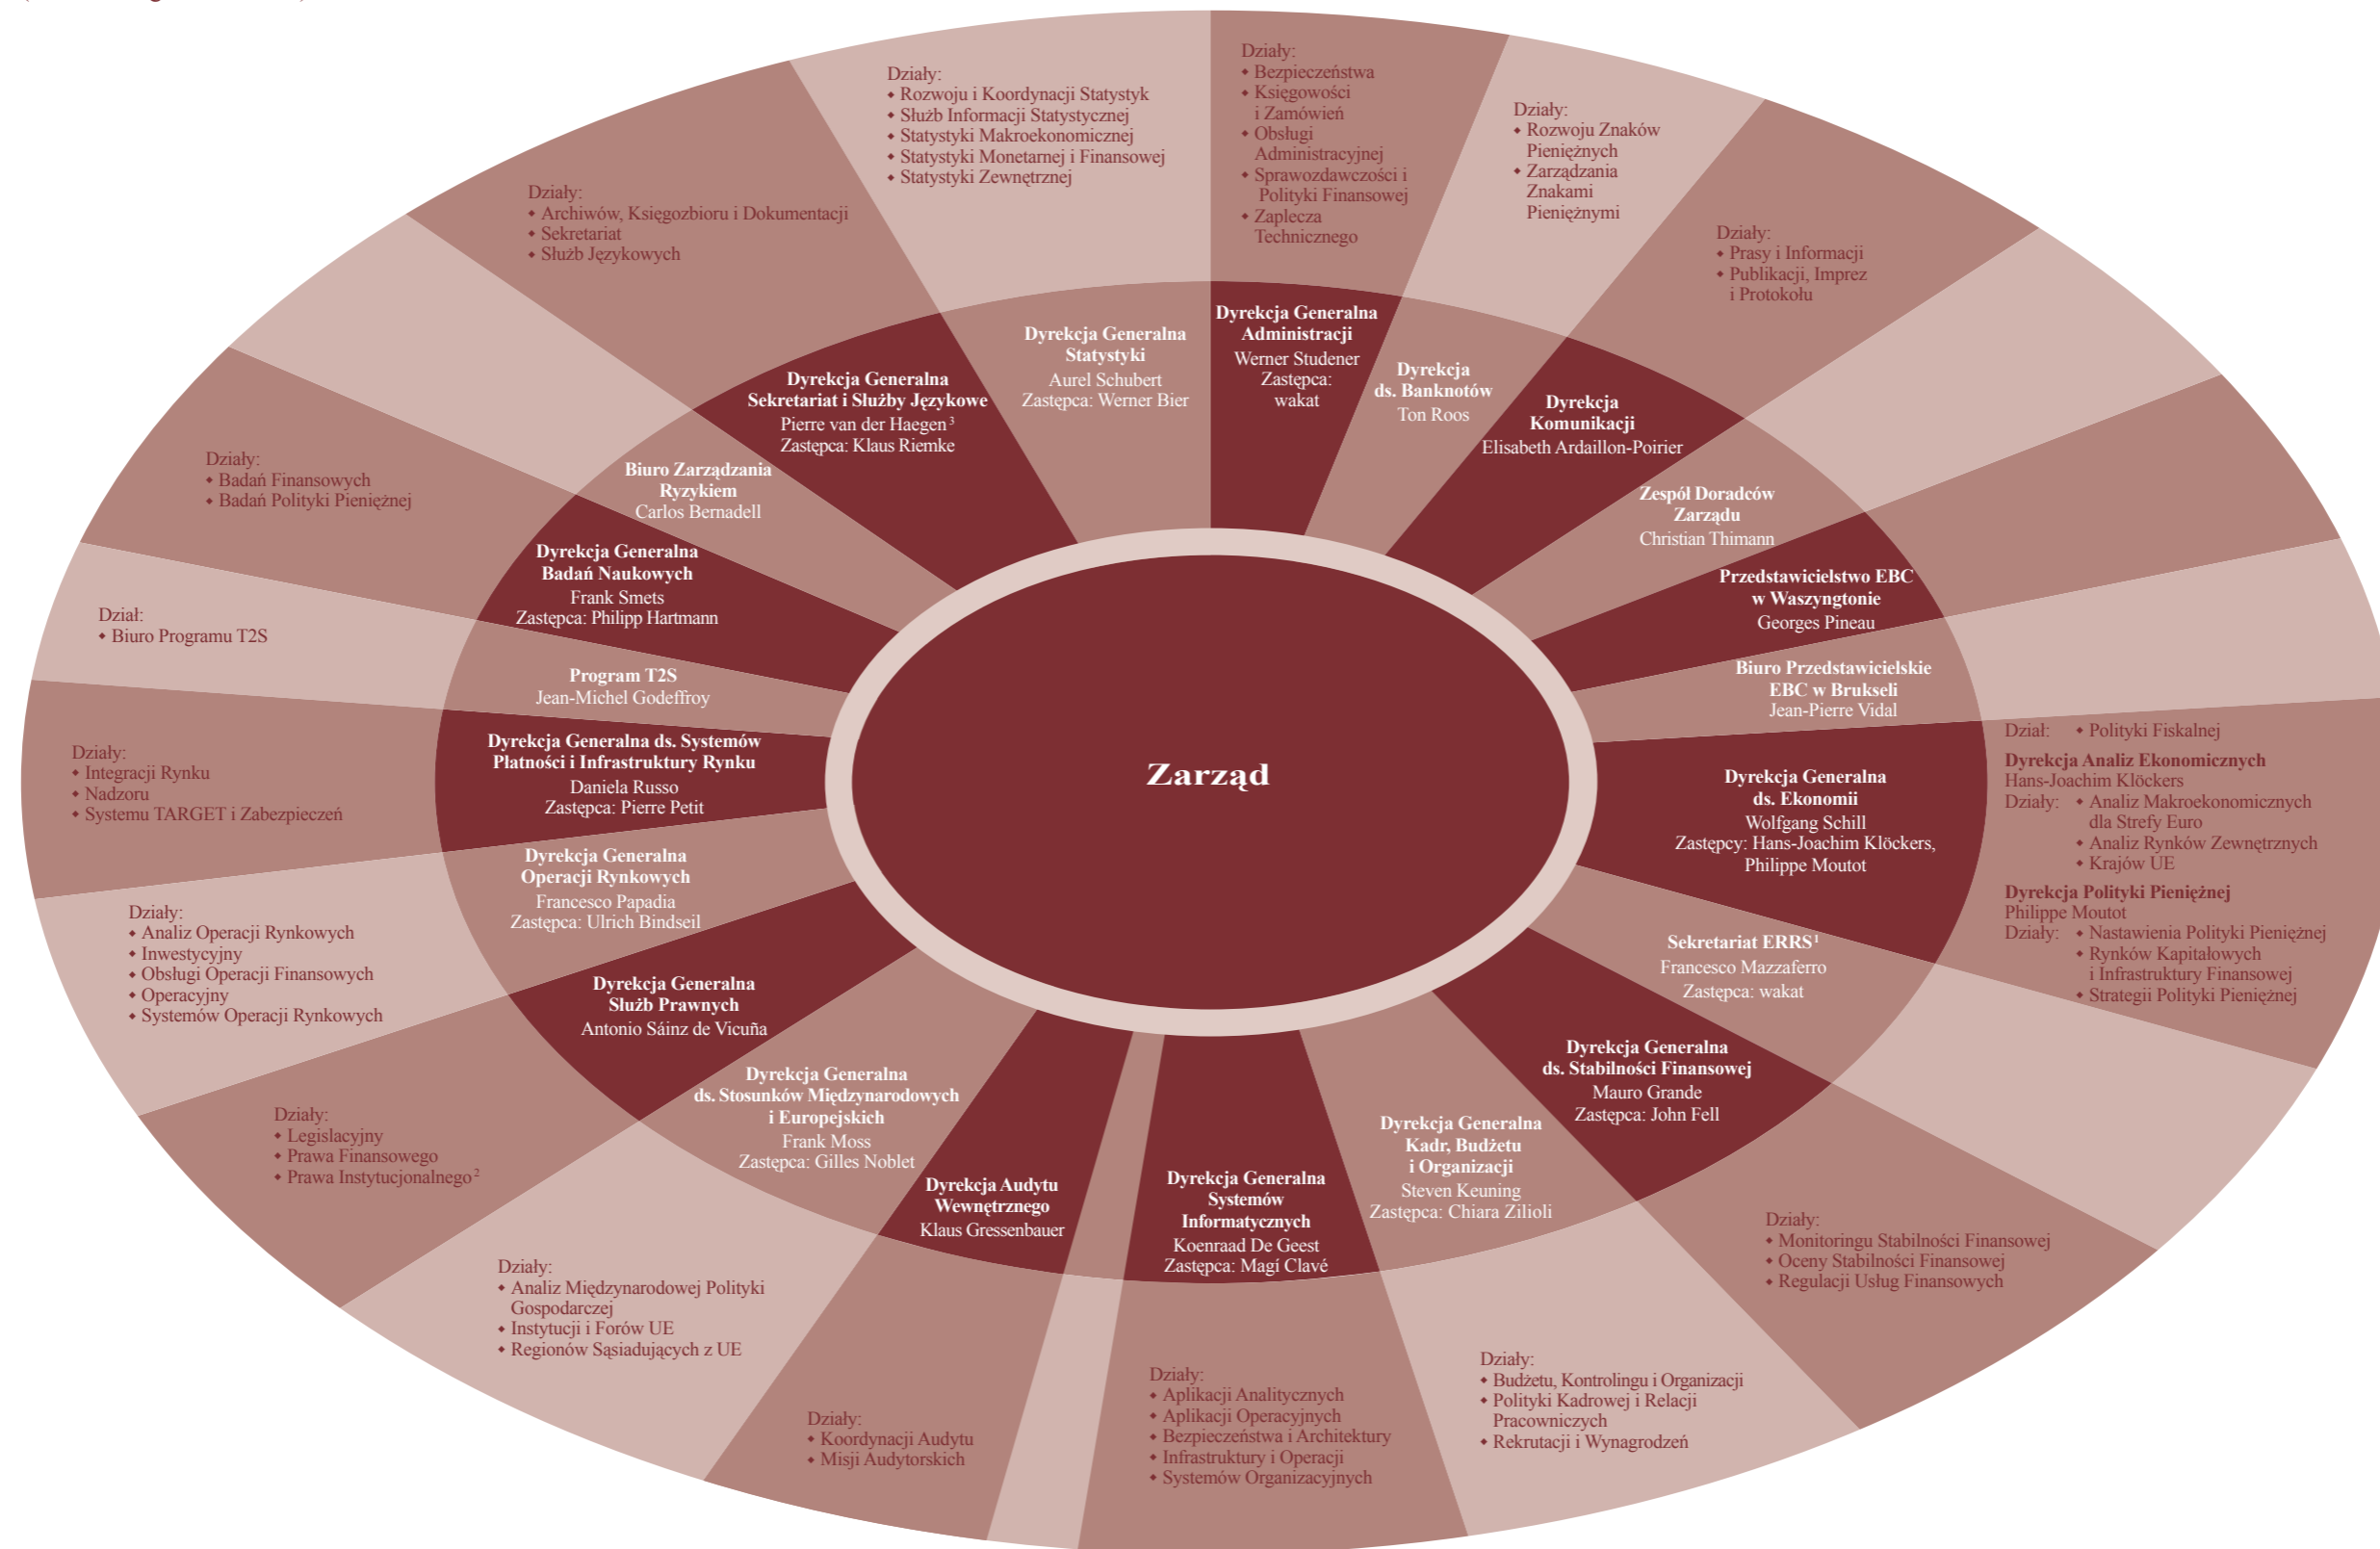 Zarząd
Działy:
• Bezpieczeństwa
• Księgowości
i Zamówień
• Obsługi
Administracyjnej
• Sprawozdawczości i
Polityki Finansowej
• Zaplecza
Technicznego
Dyrekcja Generalna
Administracji
Werner Studener
Zastępca:
wakat
Działy:
• Rozwoju Znaków
Pieniężnych
• Zarządzania
Znakami
Pieniężnymi
Dyrekcja
ds. Banknotów
Ton Roos
Działy:
• Prasy i Informacji
• Publikacji, Imprez
i Protokołu
Dyrekcja
Komunikacji
Elisabeth Ardaillon-Poirier
Zespół Doradców
Zarządu
Christian Thimann
Przedstawicielstwo EBC
w Waszyngtonie
Georges Pineau
Biuro Przedstawicielskie
EBC w Brukseli
Jean-Pierre Vidal
Dyrekcja Generalna
ds. Ekonomii
Wolfgang Schill
Zastępcy: Hans-Joachim Klöckers,
Philippe Moutot
Dział: • Polityki Fiskalnej
Dyrekcja Analiz Ekonomicznych
Hans-Joachim Klöckers
Działy: • Analiz Makroekonomicznych
dla Strefy Euro
• Analiz Rynków Zewnętrznych
• Krajów UE
Dyrekcja Polityki Pieniężnej
Philippe Moutot
Działy: • Nastawienia Polityki Pieniężnej
• Rynków Kapitałowych
i Infrastruktury Finansowej
• Strategii Polityki Pieniężnej
Sekretariat ERRS¹
Francesco Mazzaferro
Zastępca: wakat
Dyrekcja Generalna
ds. Stabilności Finansowej
Mauro Grande
Zastępca: John Fell
Działy:
• Monitoringu Stabilności Finansowej
• Oceny Stabilności Finansowej
• Regulacji Usług Finansowych
Dyrekcja Generalna
Kadr, Budżetu
i Organizacji
Steven Keuning
Zastępca: Chiara Zilioli
Działy:
• Budżetu, Kontrolingu i Organizacji
• Polityki Kadrowej i Relacji
Pracowniczych
• Rekrutacji i Wynagrodzeń
Dyrekcja Generalna
Systemów
Informatycznych
Koenraad De Geest
Zastępca: Magí Clavé
Działy:
• Aplikacji Analitycznych
• Aplikacji Operacyjnych
• Bezpieczeństwa i Architektury
• Infrastruktury i Operacji
• Systemów Organizacyjnych
Dyrekcja Audytu
Wewnętrznego
Klaus Gressenbauer
Działy:
• Koordynacji Audytu
• Misji Audytorskich
Dyrekcja Generalna
ds. Stosunków Międzynarodowych
i Europejskich
Frank Moss
Zastępca: Gilles Noblet
Działy:
• Analiz Międzynarodowej Polityki
Gospodarczej
• Instytucji i Forów UE
• Regionów Sąsiadujących z UE
Dyrekcja Generalna
Służb Prawnych
Antonio Sáinz de Vicuña
Działy:
• Legislacyjny
• Prawa Finansowego
• Prawa Instytucjonalnego²
Dyrekcja Generalna
Operacji Rynkowych
Francesco Papadia
Zastępca: Ulrich Bindseil
Działy:
• Analiz Operacji Rynkowych
• Inwestycyjny
• Obsługi Operacji Finansowych
• Operacyjny
• Systemów Operacji Rynkowych
Dyrekcja Generalna ds. Systemów
Płatności i Infrastruktury Rynku
Daniela Russo
Zastępca: Pierre Petit
Działy:
• Integracji Rynku
• Nadzoru
• Systemu TARGET i Zabezpieczeń
Program T2S
Jean-Michel Godeffroy
Dział:
• Biuro Programu T2S
Dyrekcja Generalna
Badań Naukowych
Frank Smets
Zastępca: Philipp Hartmann
Działy:
• Badań Finansowych
• Badań Polityki Pieniężnej
Biuro Zarządzania
Ryzykiem
Carlos Bernadell
Dyrekcja Generalna
Sekretariat i Służby Językowe
Pierre van der Haegen³
Zastępca: Klaus Riemke
Działy:
• Archiwów, Księgozbioru i Dokumentacji
• Sekretariat
• Służb Językowych
Dyrekcja Generalna
Statystyki
Aurel Schubert
Zastępca: Werner Bier
Działy:
• Rozwoju i Koordynacji Statystyk
• Służb Informacji Statystycznej
• Statystyki Makroekonomicznej
• Statystyki Monetarnej i Finansowej
• Statystyki Zewnętrznej